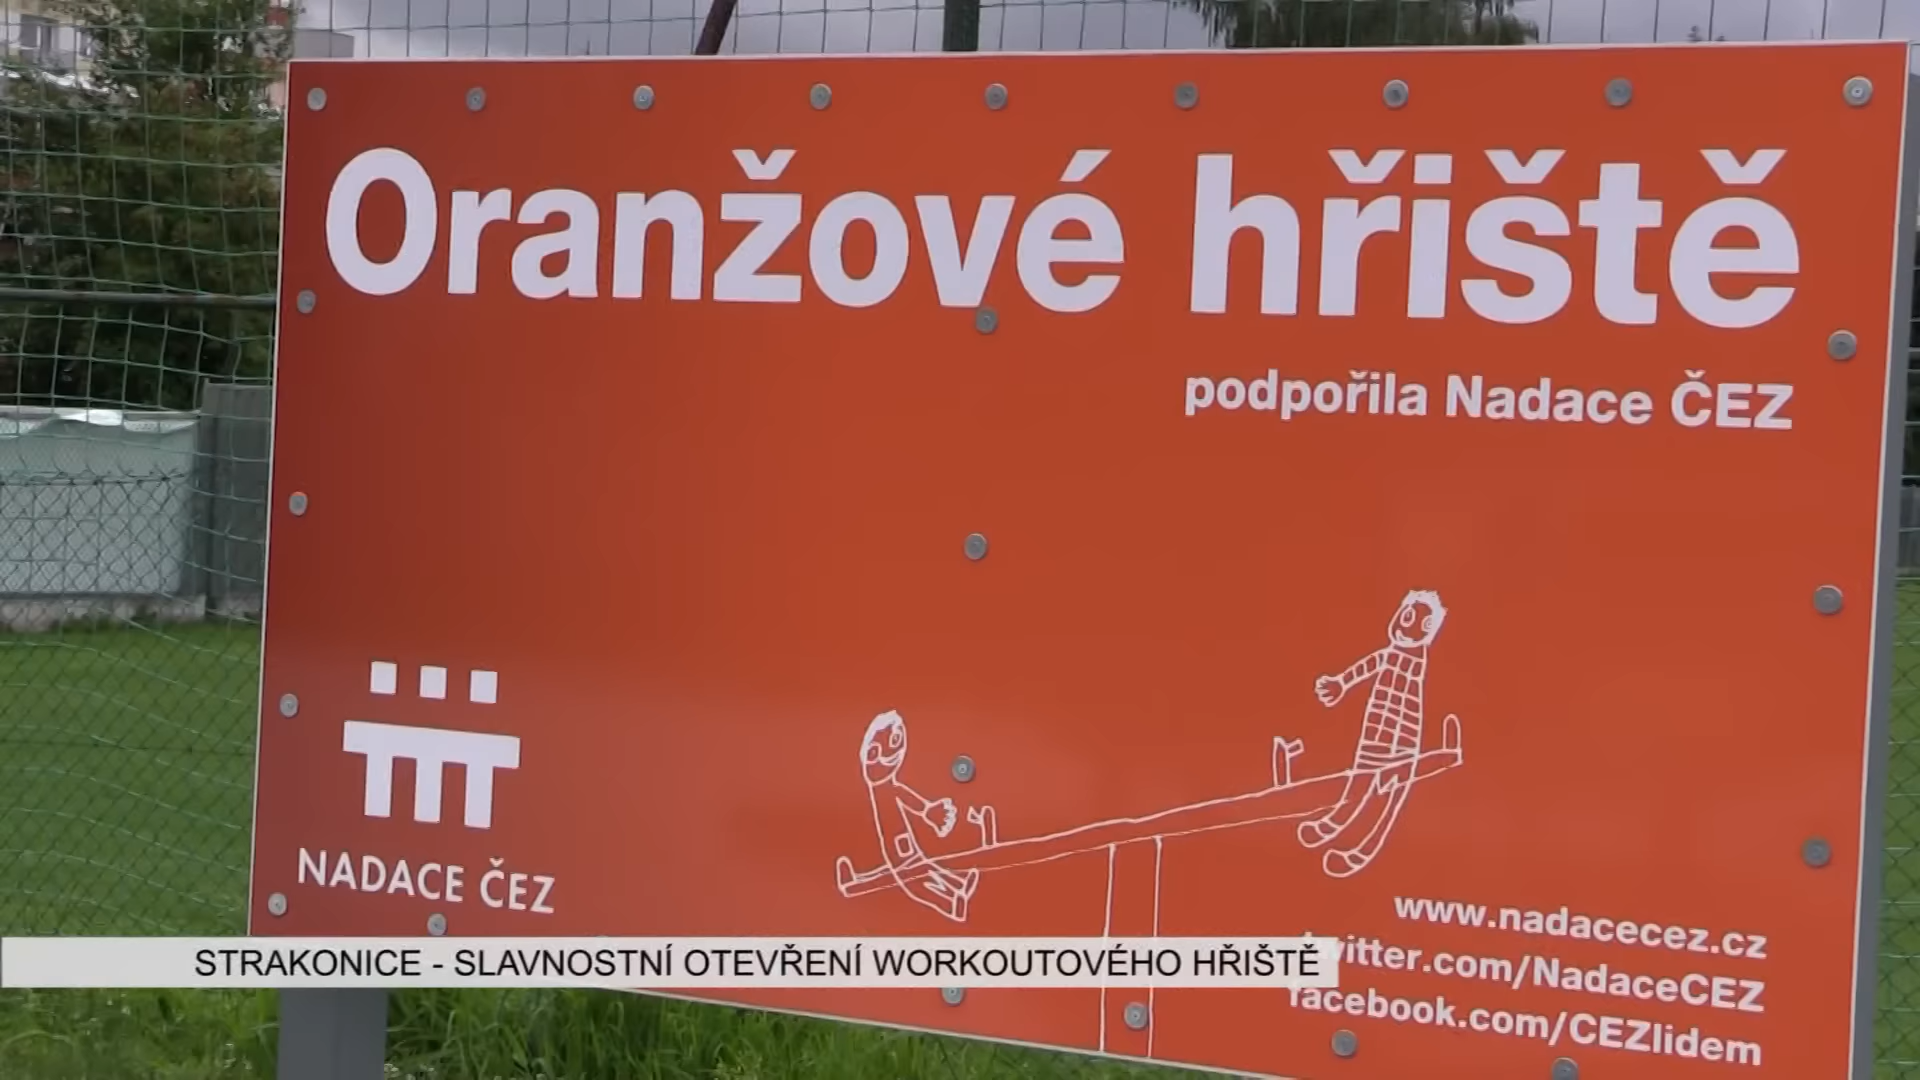 Oranžové hřiště
podpořila Nadace ČEZ
NADACE ČEZ
www.nadacecez.cz
twitter.com/NadaceCEZ
facebook.com/CEZlidem
STRAKONICE - SLAVNOSTNÍ OTEVŘENÍ WORKOUTOVÉHO HŘIŠTĚ